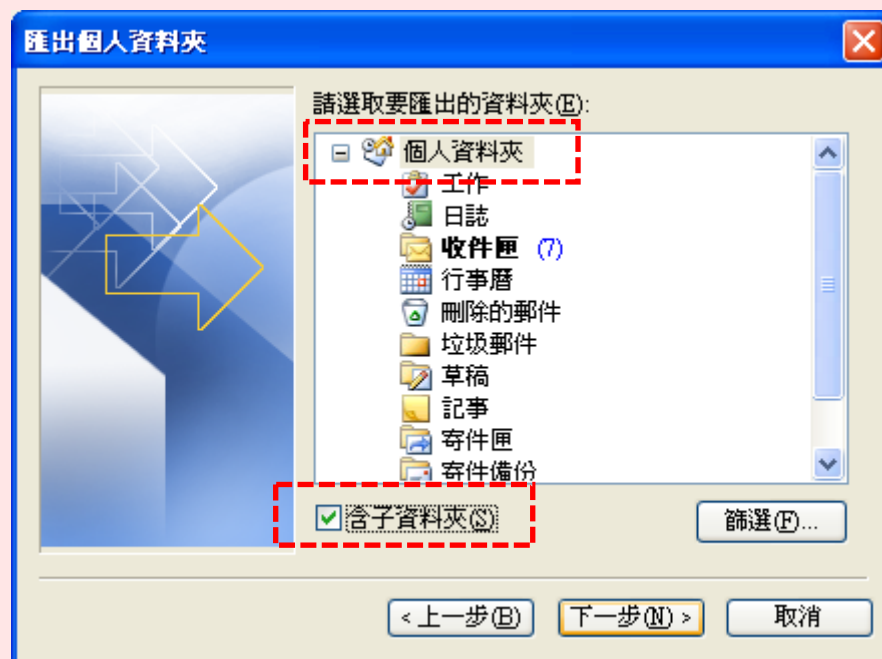 匯出個人資料夾
請選取要匯出的資料夾(E):
個人資料夾
工作
日誌
收件匣 (7)
行事曆
刪除的郵件
垃圾郵件
草稿
記事
寄件匣
寄件備份
含子資料夾(S)
篩選(F)...
< 上一步(B)
下一步(N) >
取消